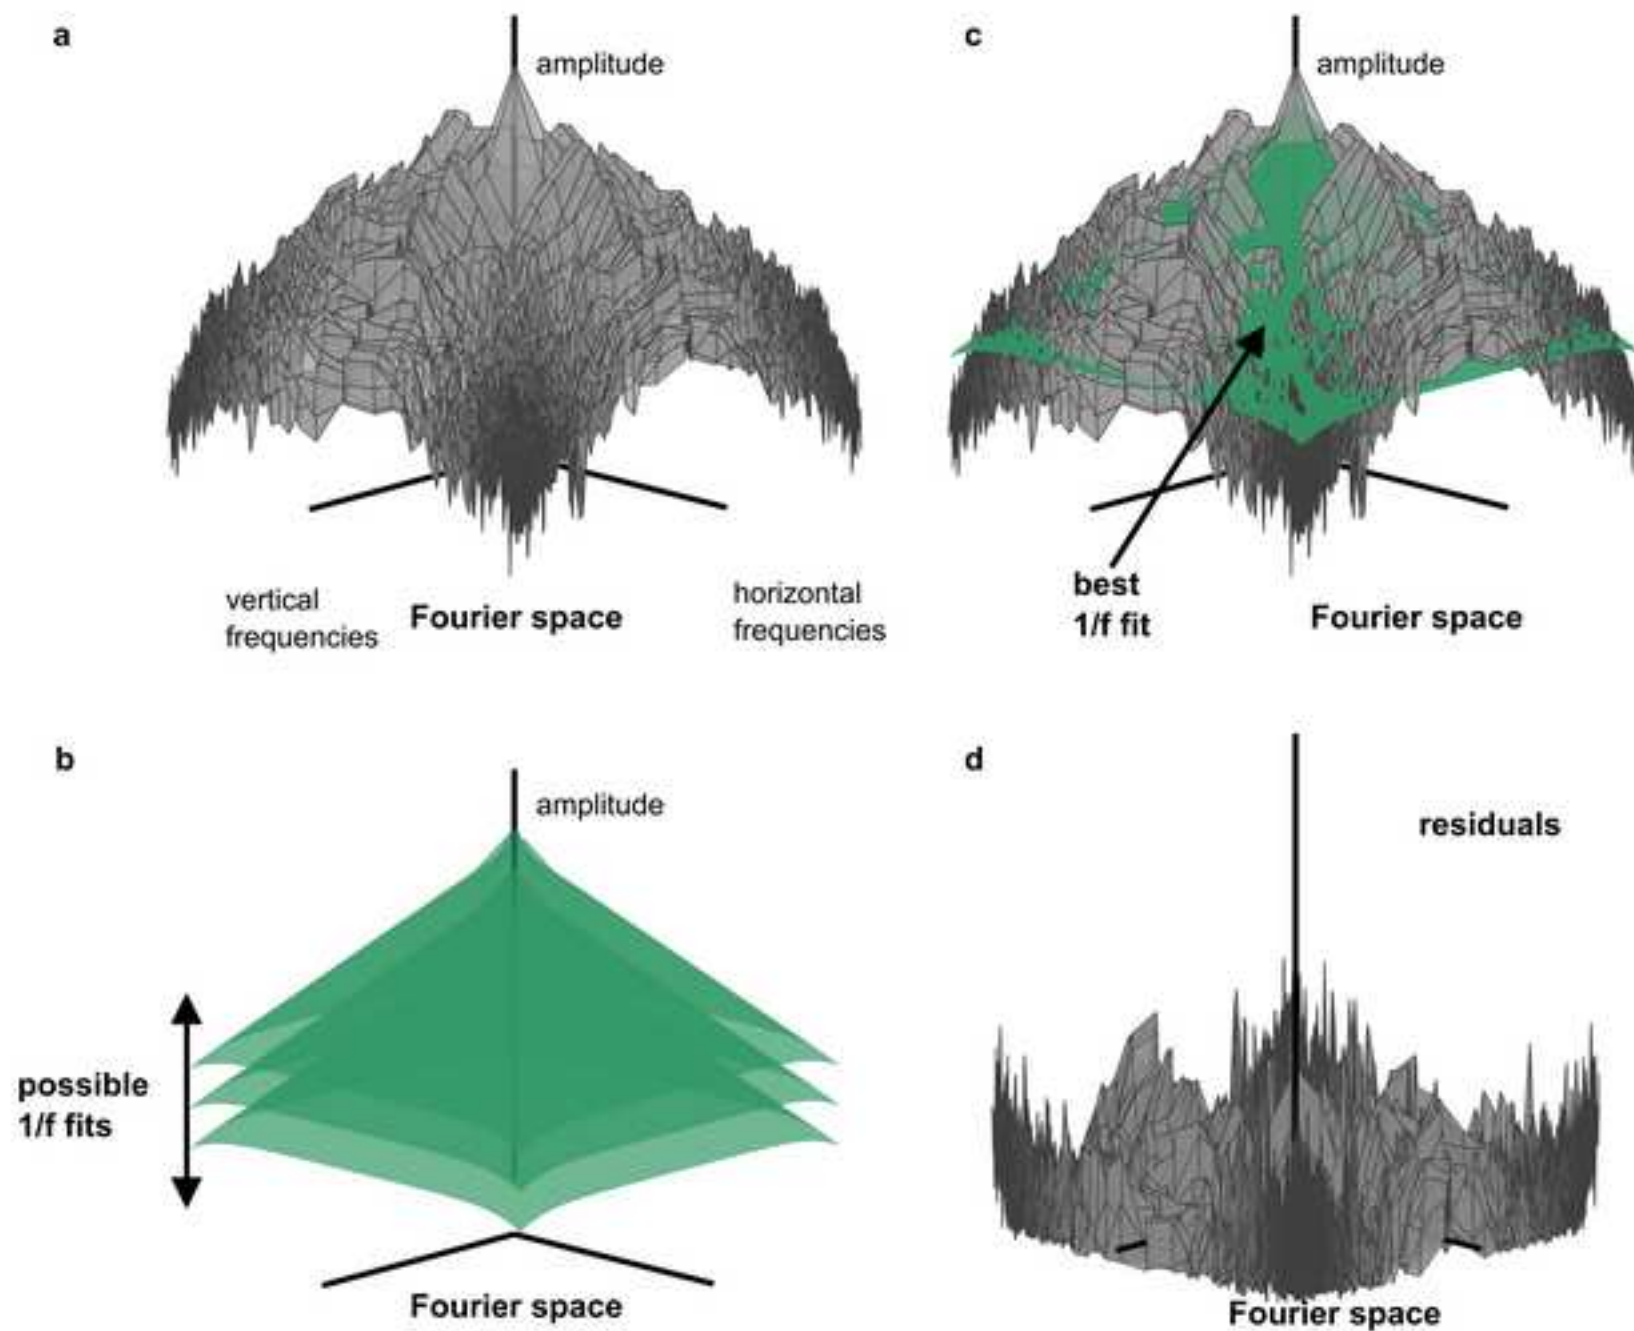 a
amplitude
vertical
frequencies
Fourier space
horizontal
frequencies
c
amplitude
best
1/f fit
Fourier space
b
amplitude
possible
1/f fits
Fourier space
d
residuals
Fourier space